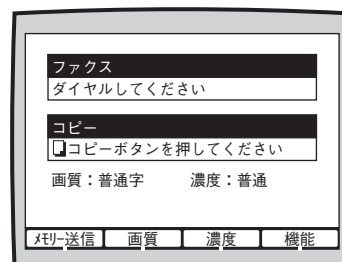 ファクス
ダイヤルしてください
コピー
コピーボタンを押してください
画質：普通字 濃度：普通
ﾒﾓﾘｰ送信 画質 濃度 機能